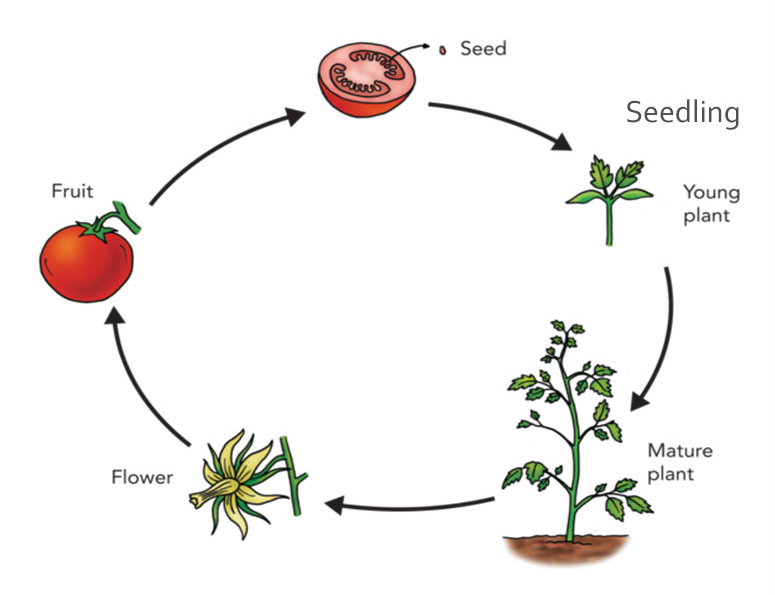 Seed
Seedling
Young
plant
Fruit
Mature
plant
Flower